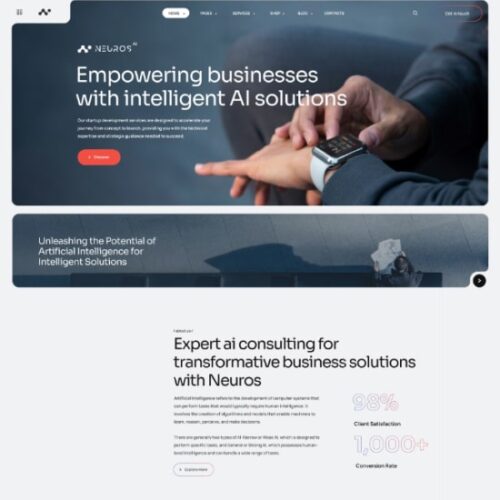 HOME PAGES SERVICES SHOP BLOG CONTACTS
NEUROS AI
Empowering businesses
with intelligent AI solutions
Our startup development services are designed to accelerate your
journey from concept to launch, providing you with the technical
expertise and strategic guidance needed to succeed.
Discover
Unleashing the Potential of
Artificial Intelligence for
Intelligent Solutions
Expert ai consulting for
transformative business solutions
with Neuros
Artificial intelligence refers to the development of computer systems that
can perform tasks that would typically require human intelligence. It
involves the creation of algorithms and models that enable machines to
learn, reason, perceive, and make decisions.
98%
Client Satisfaction
There are generally two types of AI: Narrow or Weak AI, which is designed to
perform specific tasks, and General or Strong AI, which possesses human-
level intelligence and can handle a wide range of tasks.
1,000+
Conversion Rate
Explore more